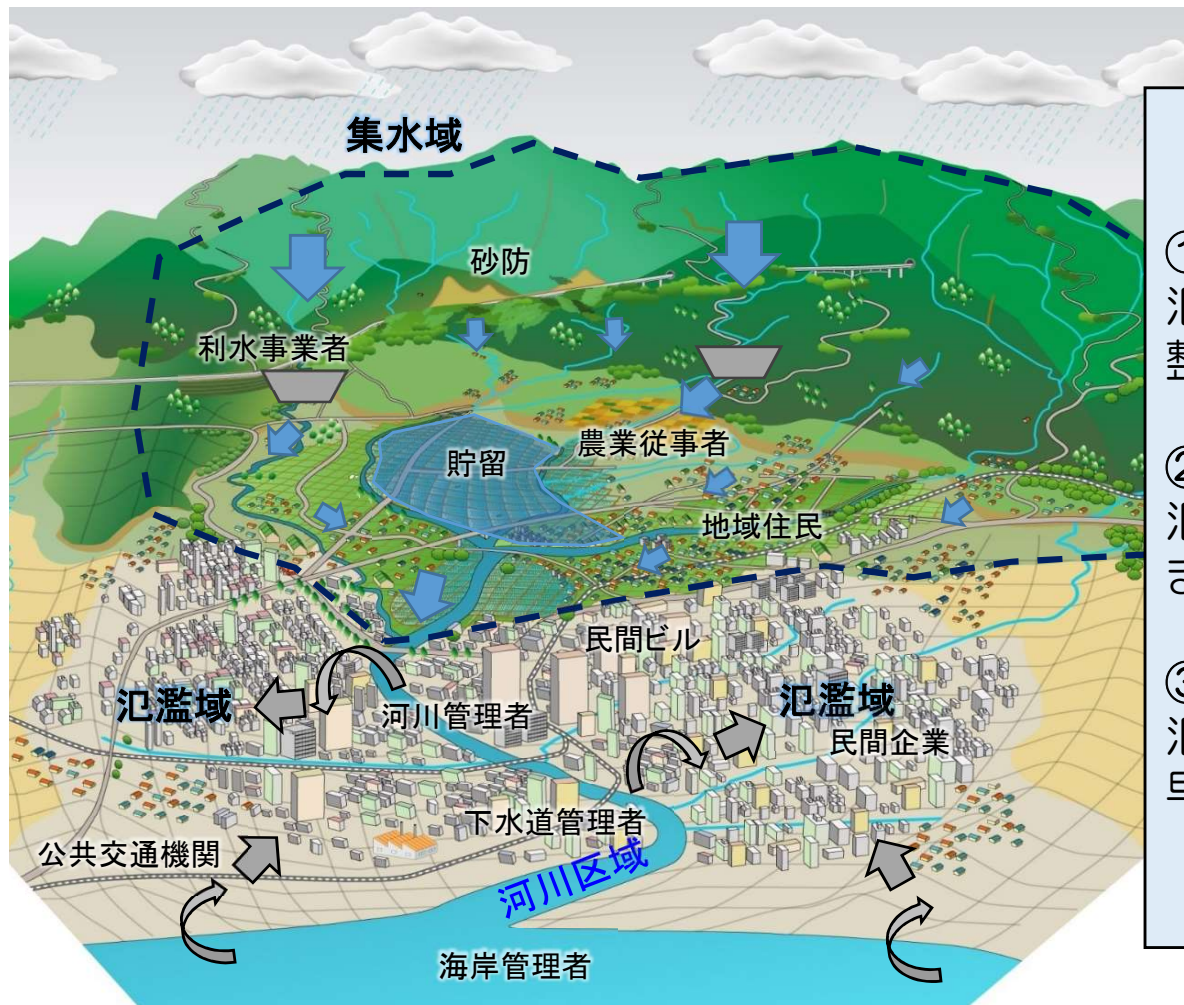 集水域
砂防
利水事業者
農業従事者
貯留
地域住民
民間ビル
氾濫域
河川管理者
氾濫域
民間企業
下水道管理者
公共交通機関
河川区域
海岸管理者
①
②
③